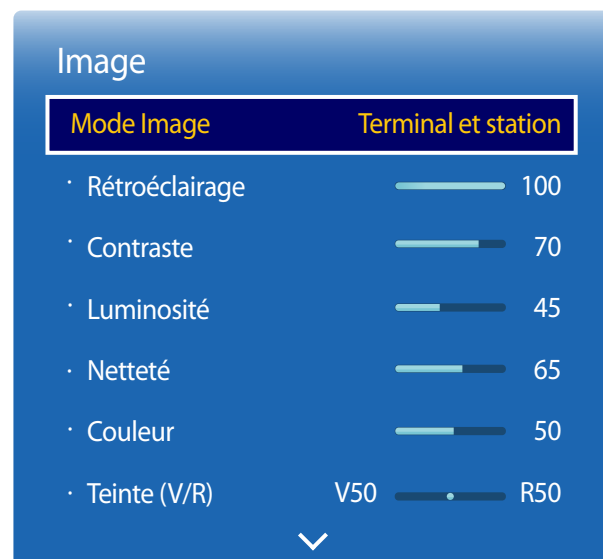 Image
Mode Image Terminal et station
· Rétroéclairage 100
· Contraste 70
· Luminosité 45
· Netteté 65
· Couleur 50
· Teinte (V/R) V50 R50